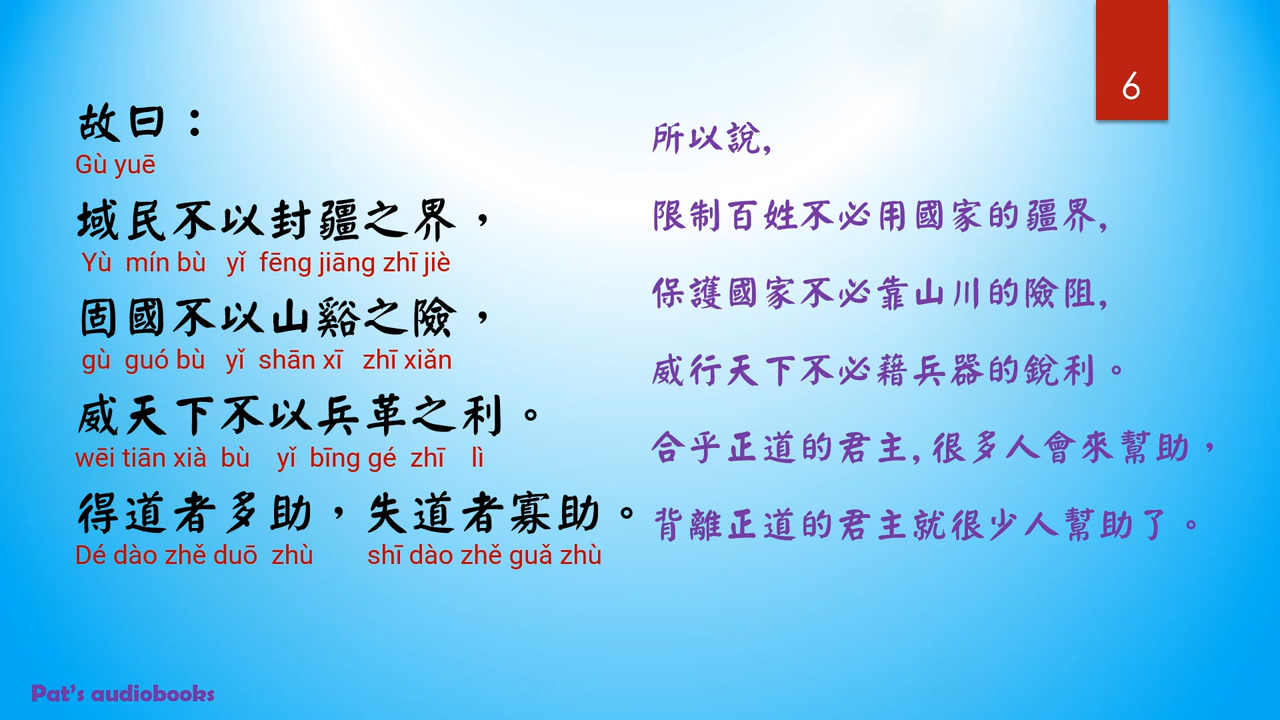 6
故曰：
Gù yuē
域民不以封疆之界，
Yù mín bù yǐ fēng jiāng zhī jiè
固國不以山谿之險，
gù guó bù yǐ shān xī zhī xiǎn
威天下不以兵革之利。
wēi tiān xià bù yǐ bīng gé zhī lì
得道者多助，失道者寡助。
Dé dào zhě duō zhù shī dào zhě guǎ zhù
所以說,
限制百姓不必用國家的疆界,
保護國家不必靠山川的險阻,
威行天下不必藉兵器的銳利。
合乎正道的君主,很多人會來幫助，
背離正道的君主就很少人幫助了。
Pat's audiobooks